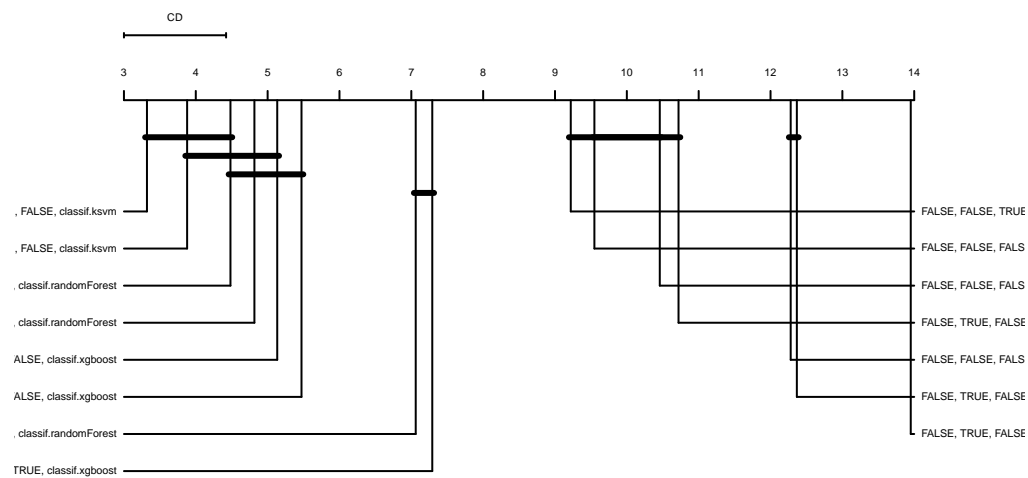 CD
3 4 5 6 7 8 9 10 11 12 13 14
, FALSE, classif.ksvm FALSE, FALSE, TRUE
, FALSE, classif.ksvm FALSE, FALSE, FALS
, classif.randomForest FALSE, FALSE, FALS
, classif.randomForest FALSE, TRUE, FALSE
ALSE, classif.xgboost FALSE, FALSE, FALS
ALSE, classif.xgboost FALSE, TRUE, FALSE
, classif.randomForest FALSE, TRUE, FALSE
TRUE, classif.xgboost